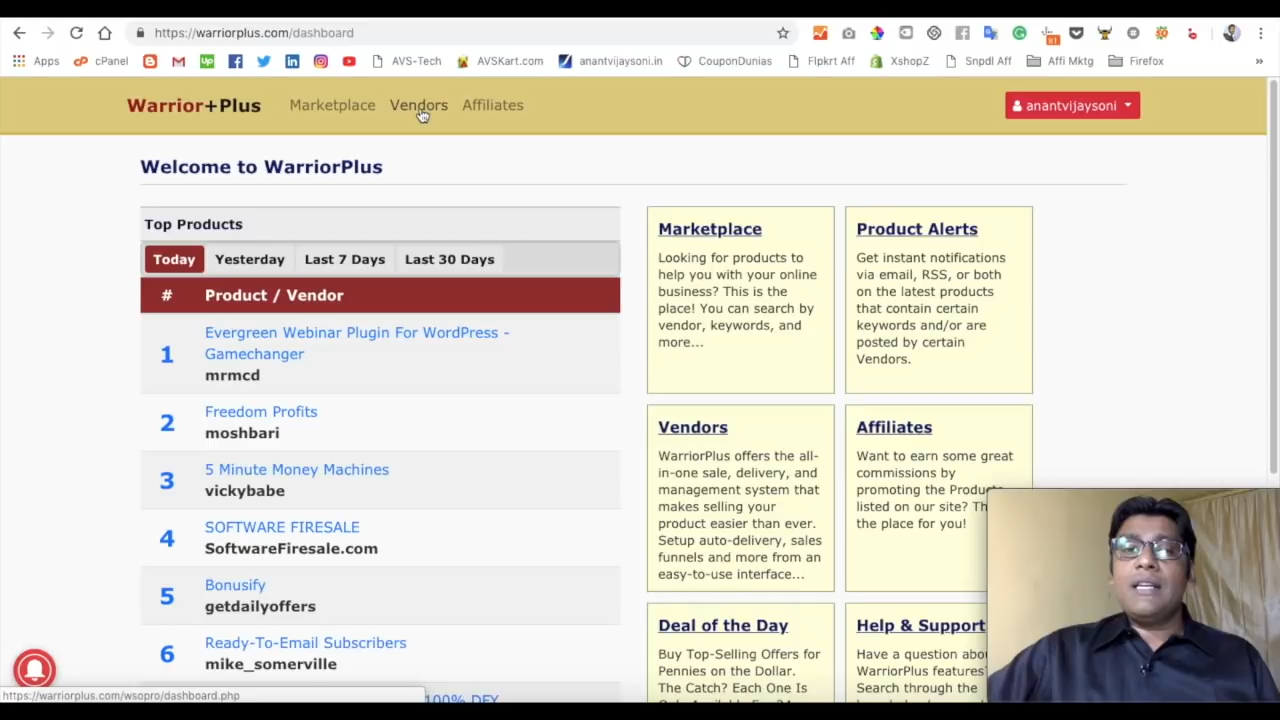 https://warriorplus.com/dashboard
81
Apps cPanel AVS-Tech AVSKart.com anantvijaysoni.in CouponDunias Flpkrt Aff XshopZ Snpdl Aff Affi Mktg Firefox »
Warrior+Plus Marketplace Vendors Affiliates anantvijaysoni
Welcome to WarriorPlus
Top Products
Today Yesterday Last 7 Days Last 30 Days
# Product / Vendor
1 Evergreen Webinar Plugin For WordPress -
Gamechanger
mrmcd
2 Freedom Profits
moshbari
3 5 Minute Money Machines
vickybabe
4 SOFTWARE FIRESALE
SoftwareFiresale.com
5 Bonusify
getdailyoffers
6 Ready-To-Email Subscribers
mike_somerville
100% DFY
Marketplace
Looking for products to
help you with your online
business? This is the
place! You can search by
vendor, keywords, and
more...
Product Alerts
Get instant notifications
via email, RSS, or both
on the latest products
that contain certain
keywords and/or are
posted by certain
Vendors.
Vendors
WarriorPlus offers the all-
in-one sale, delivery, and
management system that
makes selling your
product easier than ever.
Setup auto-delivery, sales
funnels and more from an
easy-to-use interface...
Affiliates
Want to earn some great
commissions by
promoting the Produ
listed on our site? Th
the place for you!
Deal of the Day
Buy Top-Selling Offers for
Pennies on the Dollar.
The Catch? Each One Is
Help & Support
Have a question abo
WarriorPlus features?
Search through the
https://warriorplus.com/wsopro/dashboard.php